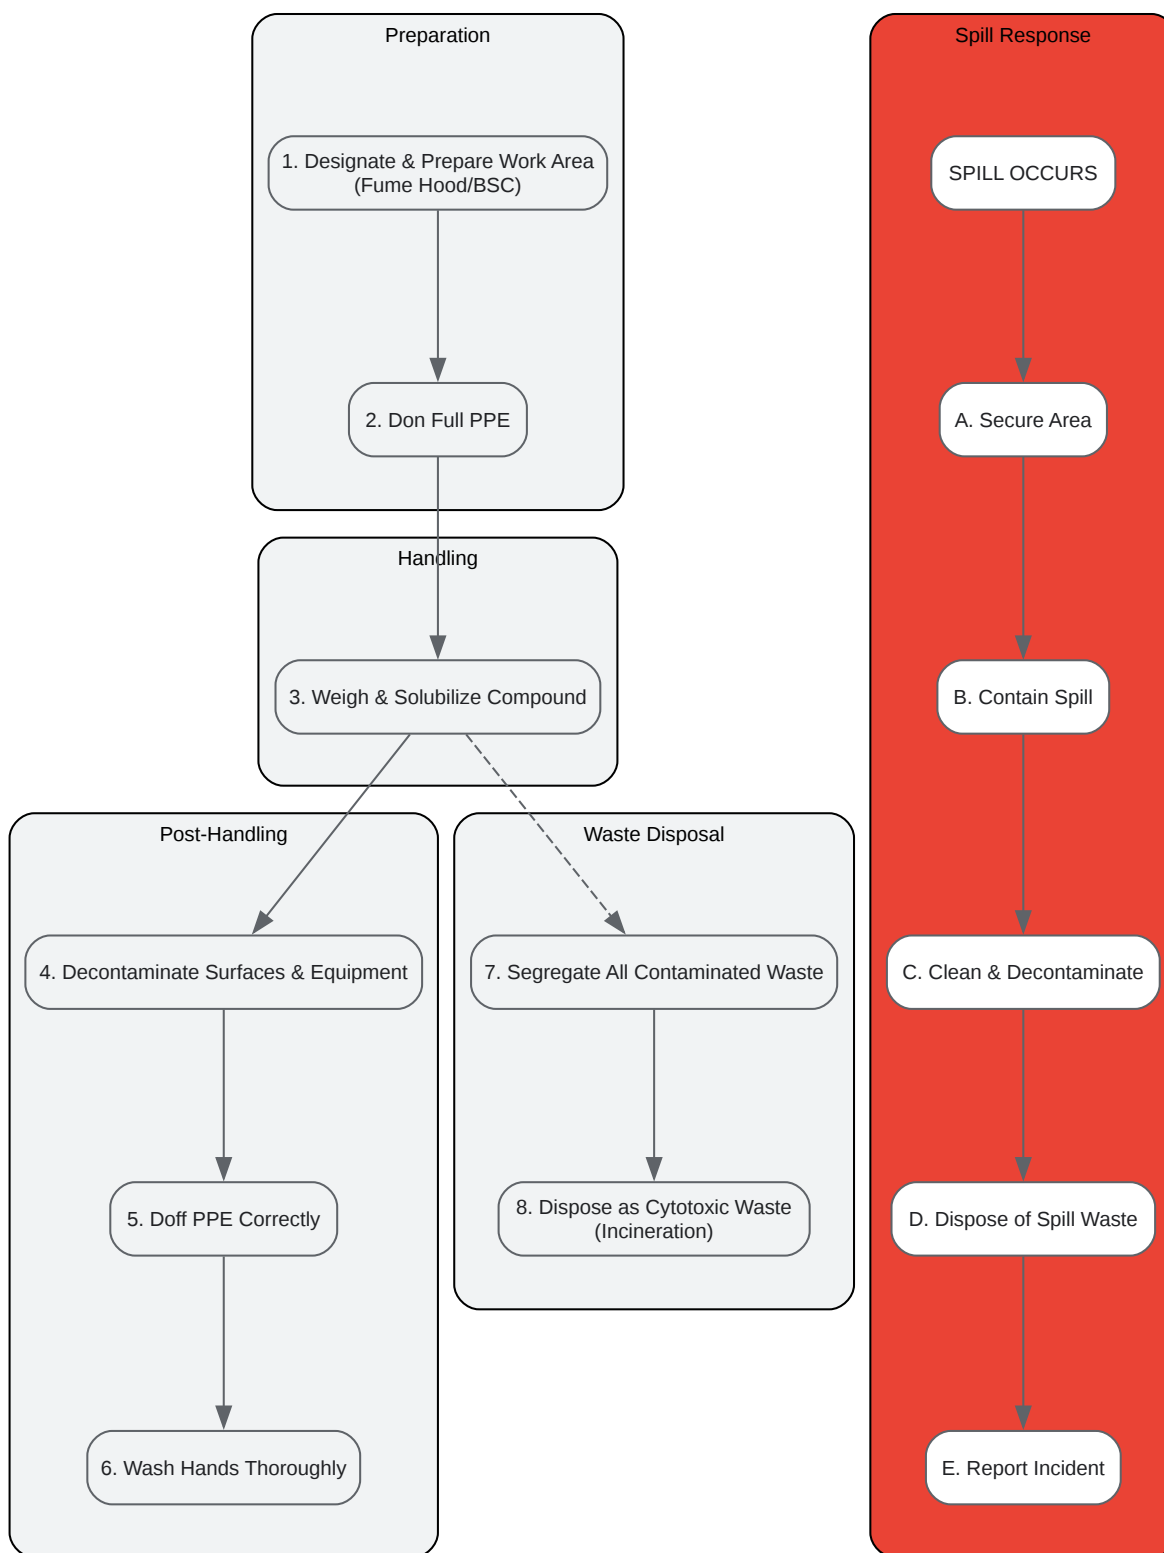 Preparation
1. Designate & Prepare Work Area
(Fume Hood/BSC)
2. Don Full PPE
Handling
3. Weigh & Solubilize Compound
Post-Handling
4. Decontaminate Surfaces & Equipment
5. Doff PPE Correctly
6. Wash Hands Thoroughly
Waste Disposal
7. Segregate All Contaminated Waste
8. Dispose as Cytotoxic Waste
(Incineration)
Spill Response
SPILL OCCURS
A. Secure Area
B. Contain Spill
C. Clean & Decontaminate
D. Dispose of Spill Waste
E. Report Incident